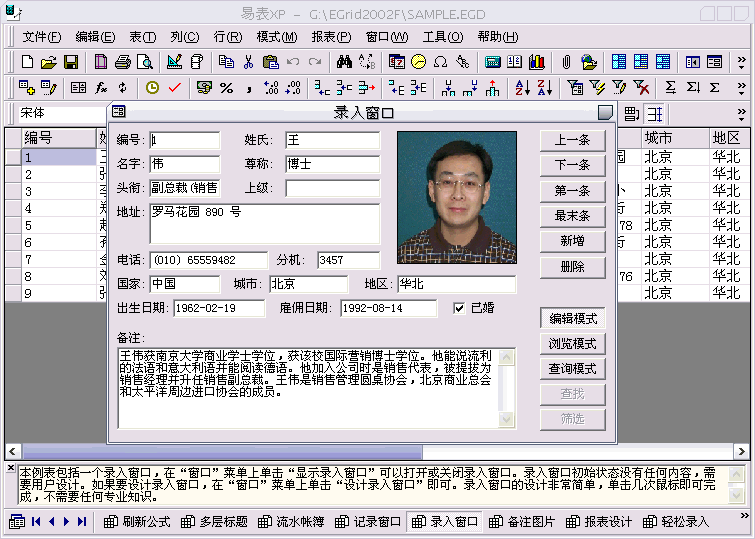 易表XP - G:\EGrid2002F\SAMPLE.EGD
文件(F) 编辑(E) 表(T) 列(C) 行(R) 模式(M) 报表(P) 窗口(W) 工具(O) 帮助(H)
宋体
录入窗口
编号 城市 地区
1 北京 华北
2 北京 华北
3 北京 华北
4 北京 华北
5 78 北京 华北
6 北京 华北
7 北京 华北
8 76 北京 华北
9 北京 华北
编号: 1 姓氏: 王 上一条
名字: 伟 尊称: 博士 下一条
头衔: 副总裁(销售 上级: 第一条
地址: 罗马花园 890 号 最末条
新增
电话: (010) 65559482 分机: 3457 删除
国家: 中国 城市: 北京 地区: 华北
出生日期: 1962-02-19 雇佣日期: 1992-08-14 已婚
编辑模式
备注: 浏览模式
王伟获南京大学商业学士学位，获该校国际营销博士学位。他能说流利
的法语和意大利语并能阅读德语。他加入公司时是销售代表，被提拔为
销售经理并升任销售副总裁。王伟是销售管理圆桌协会，北京商业总会
和太平洋周边进口协会的成员。
查询模式
查找
筛选
本例表包括一个录入窗口，在“窗口”菜单上单击“显示录入窗口”可以打开或关闭录入窗口。录入窗口初始状态没有任何内容，需
要用户设计。如果要设计录入窗口，在“窗口”菜单上单击“设计录入窗口”即可。录入窗口的设计非常简单，单击几次鼠标即可完
成，不需要任何专业知识。
刷新公式 多层标题 流水帐簿 记录窗口 录入窗口 备注图片 报表设计 轻松录入